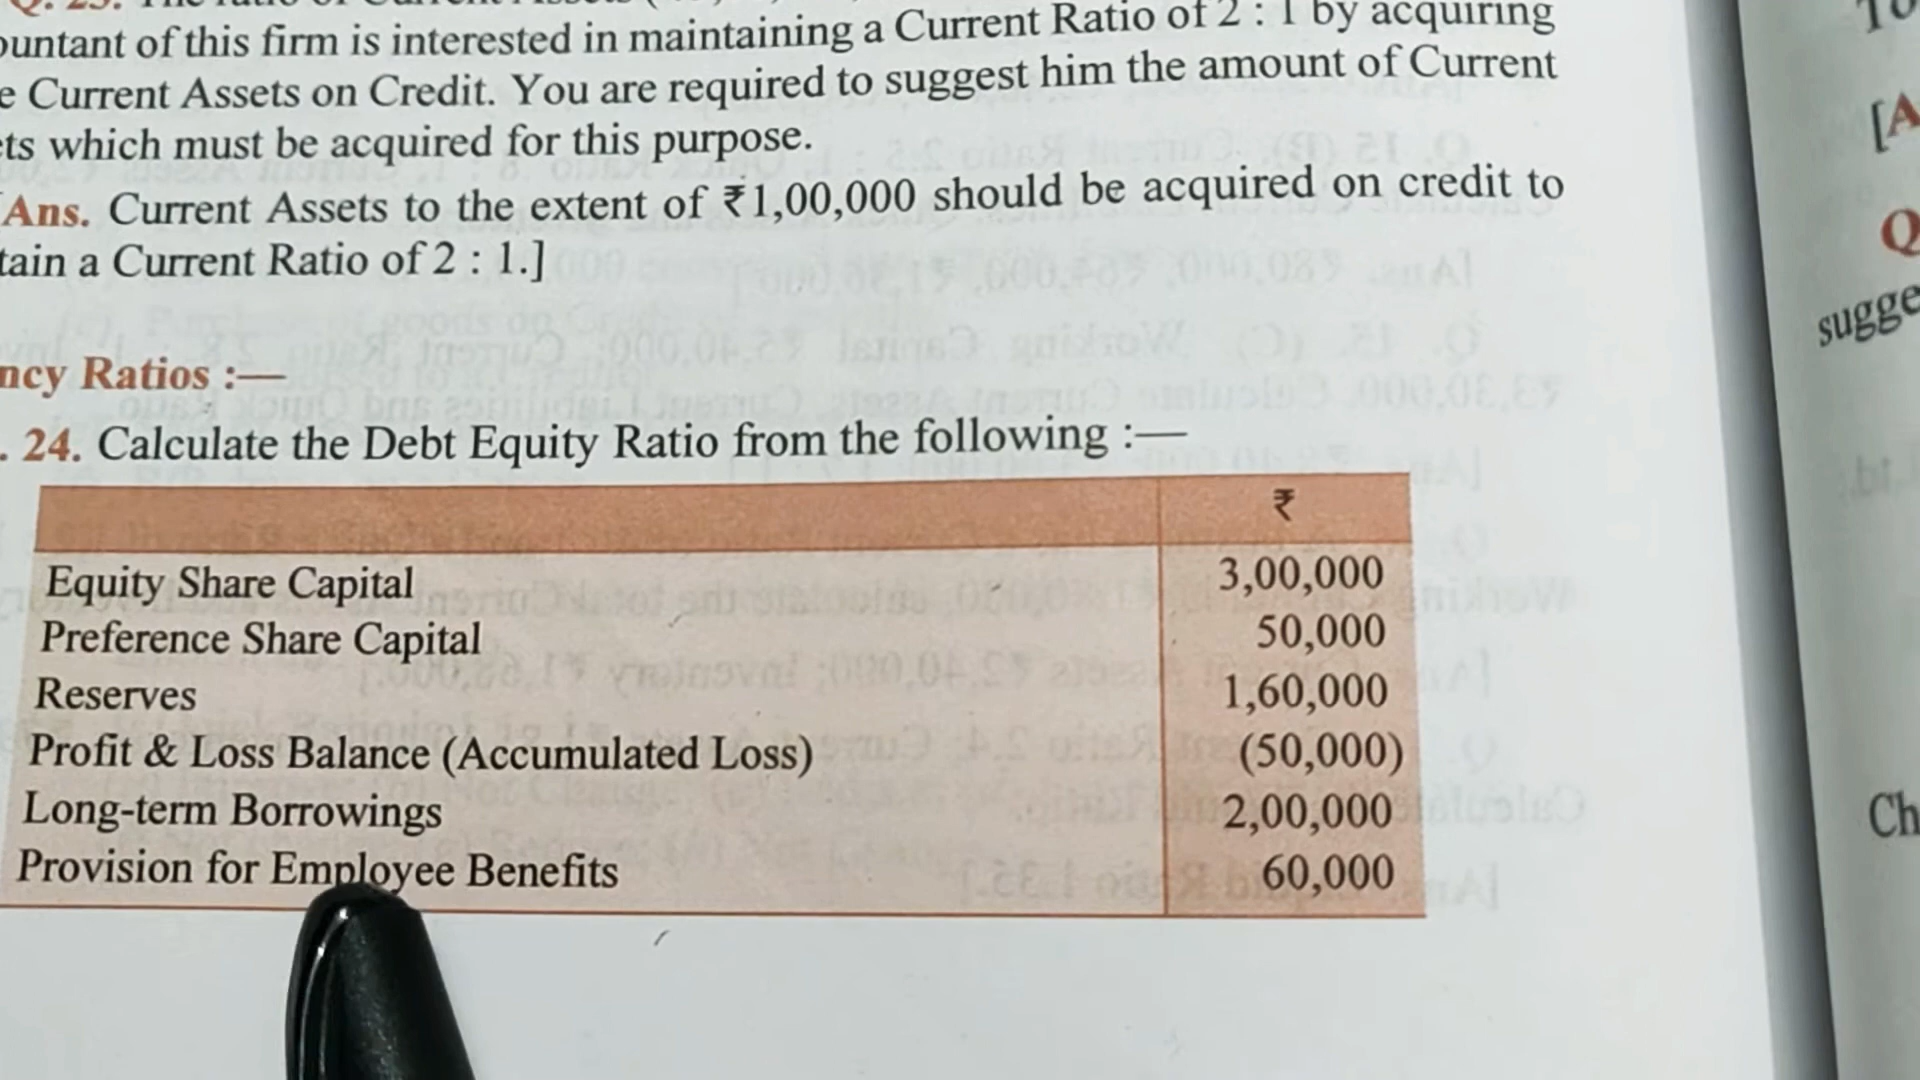 Current Assets
untant of this firm is interested in maintaining a Current Ratio of 2 : 1 by acquiring
e Current Assets on Credit. You are required to suggest him the amount of Current
ts which must be acquired for this purpose.
Ans. Current Assets to the extent of ₹1,00,000 should be acquired on credit to
tain a Current Ratio of 2 : 1.]
ncy Ratios :—
. 24. Calculate the Debt Equity Ratio from the following :—
₹
Equity Share Capital 3,00,000
Preference Share Capital 50,000
Reserves 1,60,000
Profit & Loss Balance (Accumulated Loss) (50,000)
Long-term Borrowings 2,00,000
Provision for Employee Benefits 60,000
[A
Q
sugge
Ch